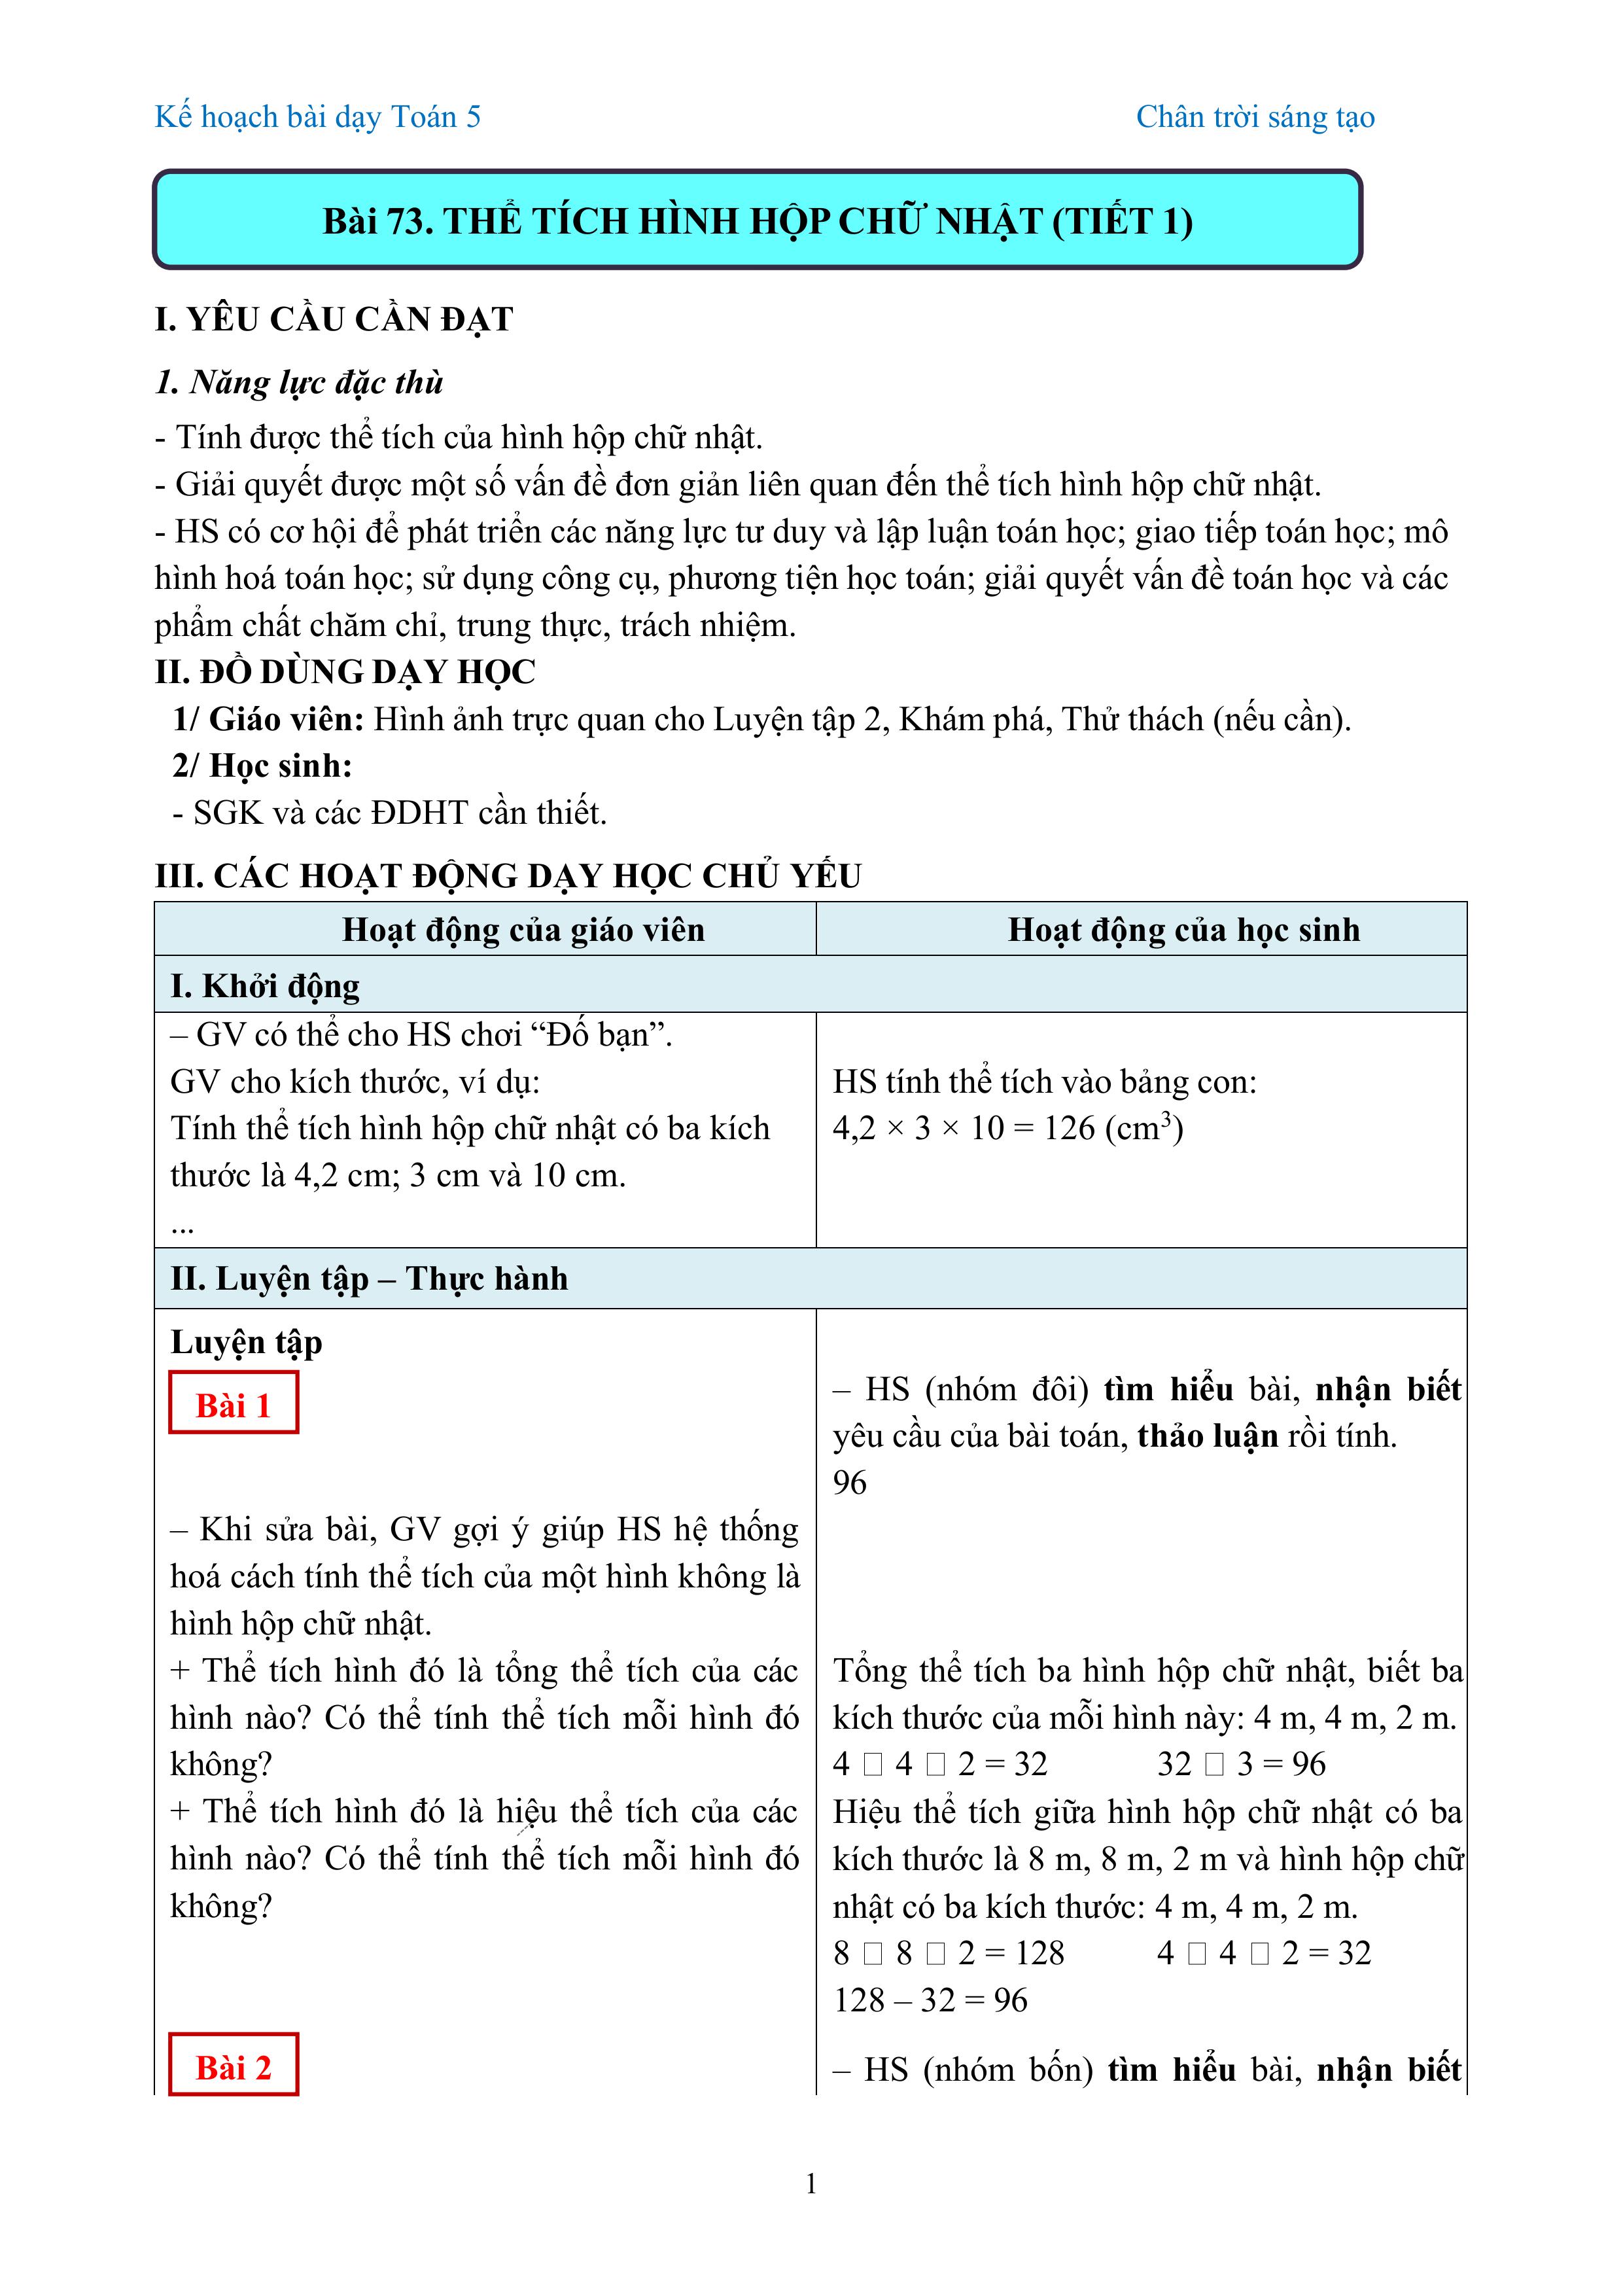 Kế hoạch bài dạy Toán 5 Chân trời sáng tạo
Bài 73. THỂ TÍCH HÌNH HỘP CHỮ NHẬT (TIẾT 1)
I. YÊU CẦU CẦN ĐẠT
1. Năng lực đặc thù
- Tính được thể tích của hình hộp chữ nhật.
- Giải quyết được một số vấn đề đơn giản liên quan đến thể tích hình hộp chữ nhật.
- HS có cơ hội để phát triển các năng lực tư duy và lập luận toán học; giao tiếp toán học; mô
hình hoá toán học; sử dụng công cụ, phương tiện học toán; giải quyết vấn đề toán học và các
phẩm chất chăm chỉ, trung thực, trách nhiệm.
II. ĐỒ DÙNG DẠY HỌC
1/ Giáo viên: Hình ảnh trực quan cho Luyện tập 2, Khám phá, Thử thách (nếu cần).
2/ Học sinh:
- SGK và các ĐDHT cần thiết.
III. CÁC HOẠT ĐỘNG DẠY HỌC CHỦ YẾU
Hoạt động của giáo viên
Hoạt động của học sinh
I. Khởi động
– GV có thể cho HS chơi “Đố bạn”.
GV cho kích thước, ví dụ:
Tính thể tích hình hộp chữ nhật có ba kích
thước là 4,2 cm; 3 cm và 10 cm.
...
HS tính thể tích vào bảng con:
4,2 × 3 × 10 = 126 (cm³)
II. Luyện tập – Thực hành
Luyện tập
Bài 1
– Khi sửa bài, GV gợi ý giúp HS hệ thống
hoá cách tính thể tích của một hình không là
hình hộp chữ nhật.
+ Thể tích hình đó là tổng thể tích của các
hình nào? Có thể tính thể tích mỗi hình đó
không?
+ Thể tích hình đó là hiệu thể tích của các
hình nào? Có thể tính thể tích mỗi hình đó
không?
Bài 2
– HS (nhóm đôi) tìm hiểu bài, nhận biết
yêu cầu của bài toán, thảo luận rồi tính.
96
Tổng thể tích ba hình hộp chữ nhật, biết ba
kích thước của mỗi hình này: 4 m, 4 m, 2 m.
4 □ 4 □ 2 = 32 32 □ 3 = 96
Hiệu thể tích giữa hình hộp chữ nhật có ba
kích thước là 8 m, 8 m, 2 m và hình hộp chữ
nhật có ba kích thước: 4 m, 4 m, 2 m.
8 □ 8 □ 2 = 128 4 □ 4 □ 2 = 32
128 – 32 = 96
– HS (nhóm bốn) tìm hiểu bài, nhận biết
1